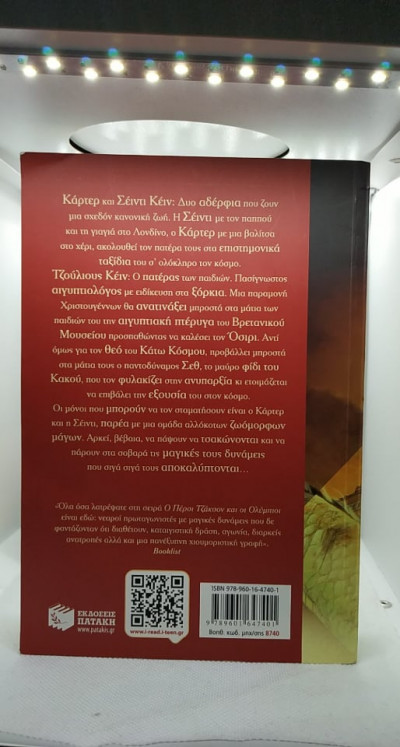 Κάρτερ και Σέιντι Κέιν: Δυο αδέρφια που ζουν
μια σχεδόν κανονική ζωή. Η Σέιντι με τον παππού
και τη γιαγιά στο Λονδίνο, ο Κάρτερ με μια βαλίτσα
στο χέρι, ακολουθεί τον πατέρα τους στα επιστημονικά
ταξίδια του σ' ολόκληρο τον κόσμο.
Τζούλιους Κέιν: Ο πατέρας των παιδιών. Πασίγνωστος
αιγυπτιολόγος με ειδίκευση στα ξόρκια. Μια παραμονή
Χριστουγέννων θα ανατινάξει μπροστά στα μάτια των
παιδιών του την αιγυπτιακή πτέρυγα του Βρετανικού
Μουσείου προσπαθώντας να καλέσει τον Όσιρι. Αντί
όμως για τον θεό του Κάτω Κόσμου, προβάλλει μπροστά
στα μάτια τους ο παντοδύναμος Σεθ, το μαύρο φίδι του
Κακού, που τον φυλακίζει στην ανυπαρξία κι ετοιμάζεται
να επιβάλει την εξουσία του στον κόσμο.
Οι μόνοι που μπορούν να τον σταματήσουν είναι ο Κάρτερ
και η Σέιντι, παρέα με μια ομάδα αλλόκοτων ζωόμορφων
μάγων. Αρκεί, βέβαια, να πάψουν να τσακώνονται και να
πάρουν στα σοβαρά τις μαγικές τους δυνάμεις
που σιγά σιγά τους αποκαλύπτονται...
«Όλα όσα λατρέψατε στη σειρά Ο Πέρσι Τζάκσον και οι Ολύμπιοι
είναι εδώ: νεαροί πρωταγωνιστές με μαγικές δυνάμεις που δε
φαντάζονταν ότι διαθέτουν, καταιγιστική δράση, αγωνία, διαρκείς
ανατροπές αλλά και μια πανέξυπνη χιουμοριστική γραφή».
Booklist
ΕΚΔΟΣΕΙΣ
ΠΑΤΑΚΗ
www.patakis.gr
www.i-read.i-teen.gr
ISBN 978-960-16-4740-1
9 789601 647401
Βοηθ. κωδ. μηχ/σης 8740